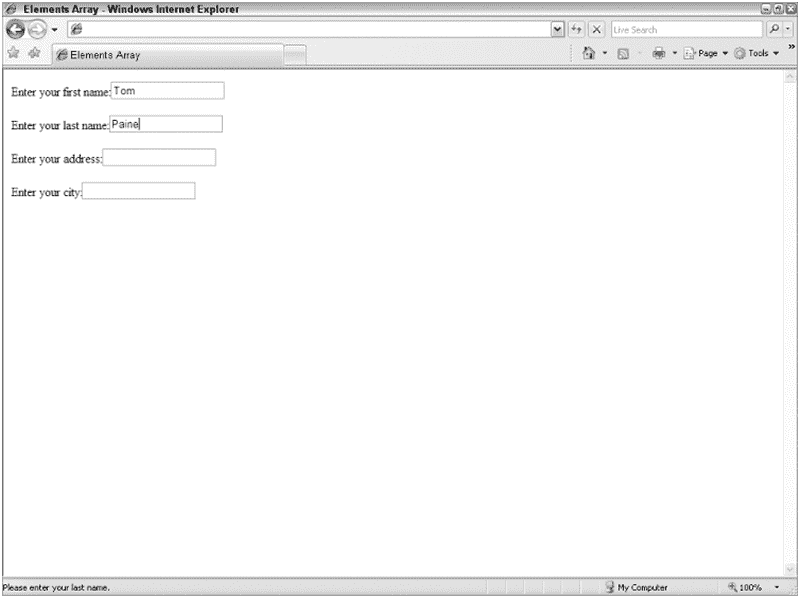 Elements Array - Windows Internet Explorer
Live Search
Elements Array
Page
Tools
»
Enter your first name: Tom
Enter your last name: Paine
Enter your address:
Enter your city:
Please enter your last name.
My Computer
100%